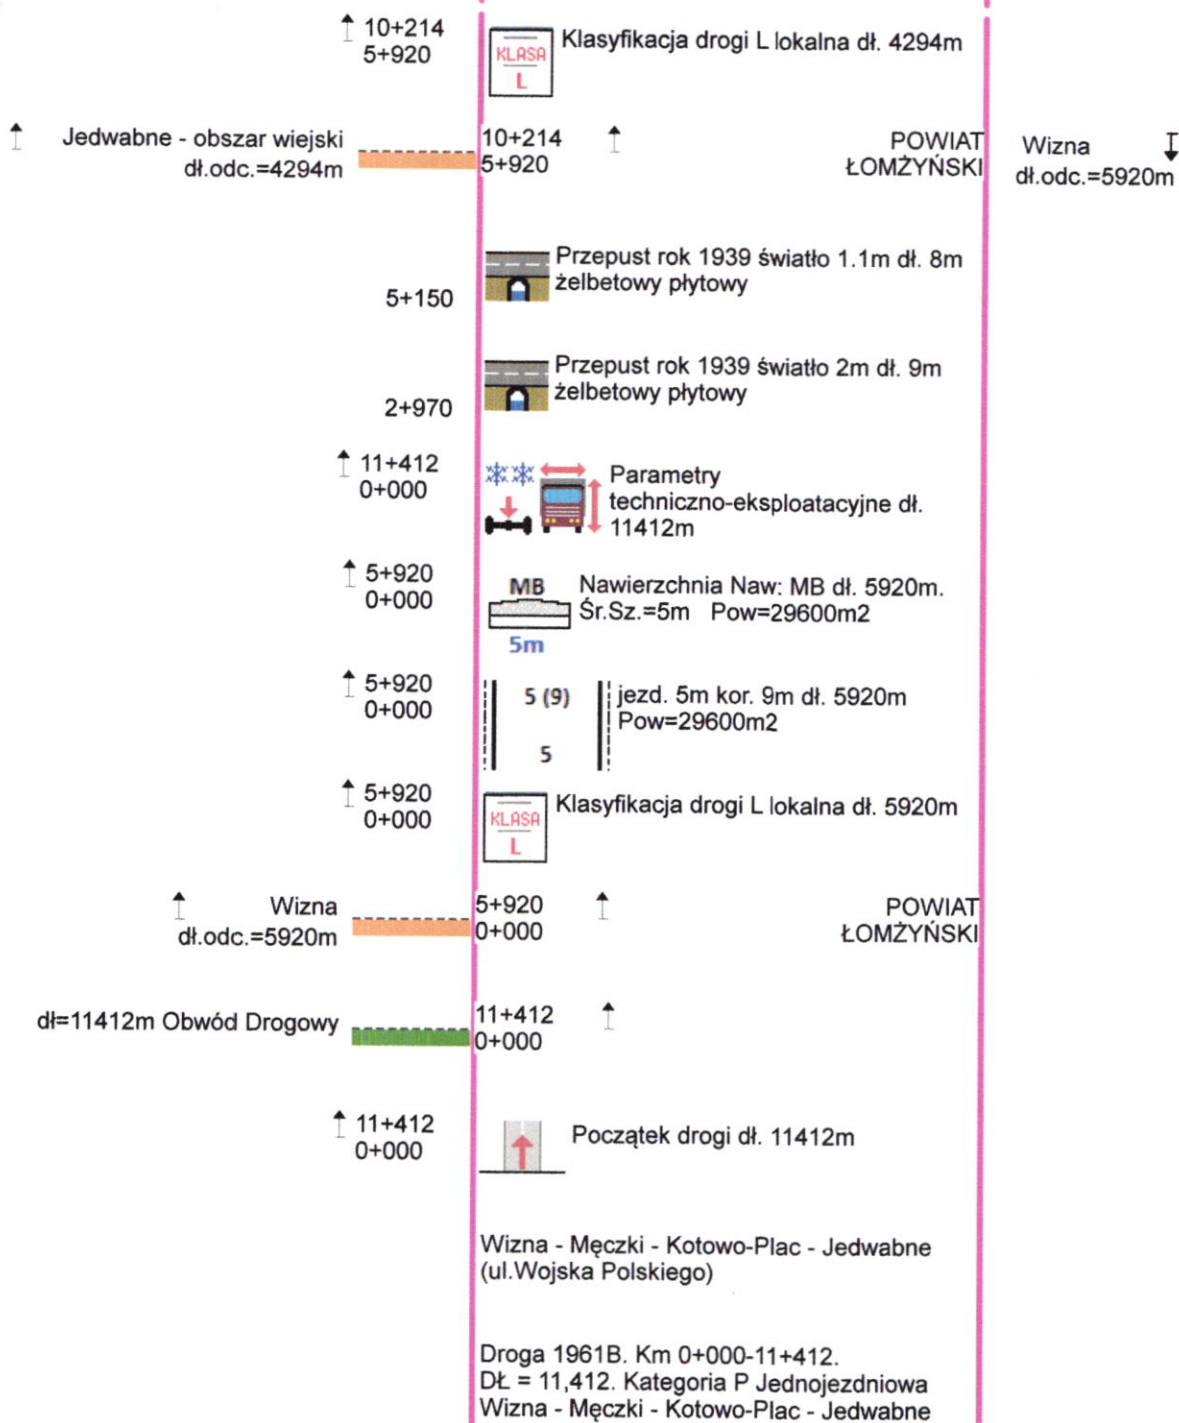 10+214
5+920
KLASA
L
Klasyfikacja drogi L lokalna dł. 4294m
Jedwabne - obszar wiejski
dł.odc.=4294m
10+214
5+920
POWIAT
ŁOMŻYŃSKI
Wizna
dł.odc.=5920m
5+150
Przepust rok 1939 światło 1.1m dł. 8m
żelbetowy płytowy
2+970
Przepust rok 1939 światło 2m dł. 9m
żelbetowy płytowy
11+412
0+000
Parametry
techniczno-eksploatacyjne dł.
11412m
5+920
0+000
MB
5m
Nawierzchnia Naw: MB dł. 5920m.
Śr.Sz.=5m Pow=29600m2
5+920
0+000
5 (9)
5
jezd. 5m kor. 9m dł. 5920m
Pow=29600m2
5+920
0+000
KLASA
L
Klasyfikacja drogi L lokalna dł. 5920m
Wizna
dł.odc.=5920m
5+920
0+000
POWIAT
ŁOMŻYŃSKI
dł=11412m Obwód Drogowy
11+412
0+000
11+412
0+000
Początek drogi dł. 11412m
Wizna - Męczki - Kotowo-Plac - Jedwabne
(ul.Wojska Polskiego)
Droga 1961B. Km 0+000-11+412.
DŁ = 11,412. Kategoria P Jednojezdniowa
Wizna - Męczki - Kotowo-Plac - Jedwabne